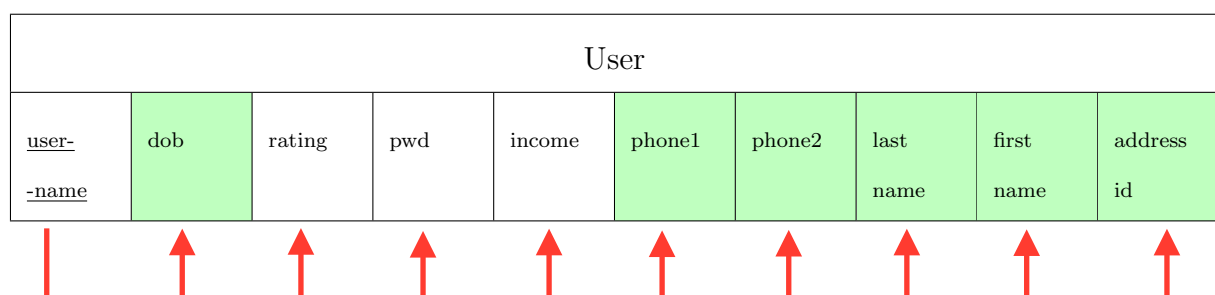 User
user- dob rating pwd income phone1 phone2 last first address
-name name name id